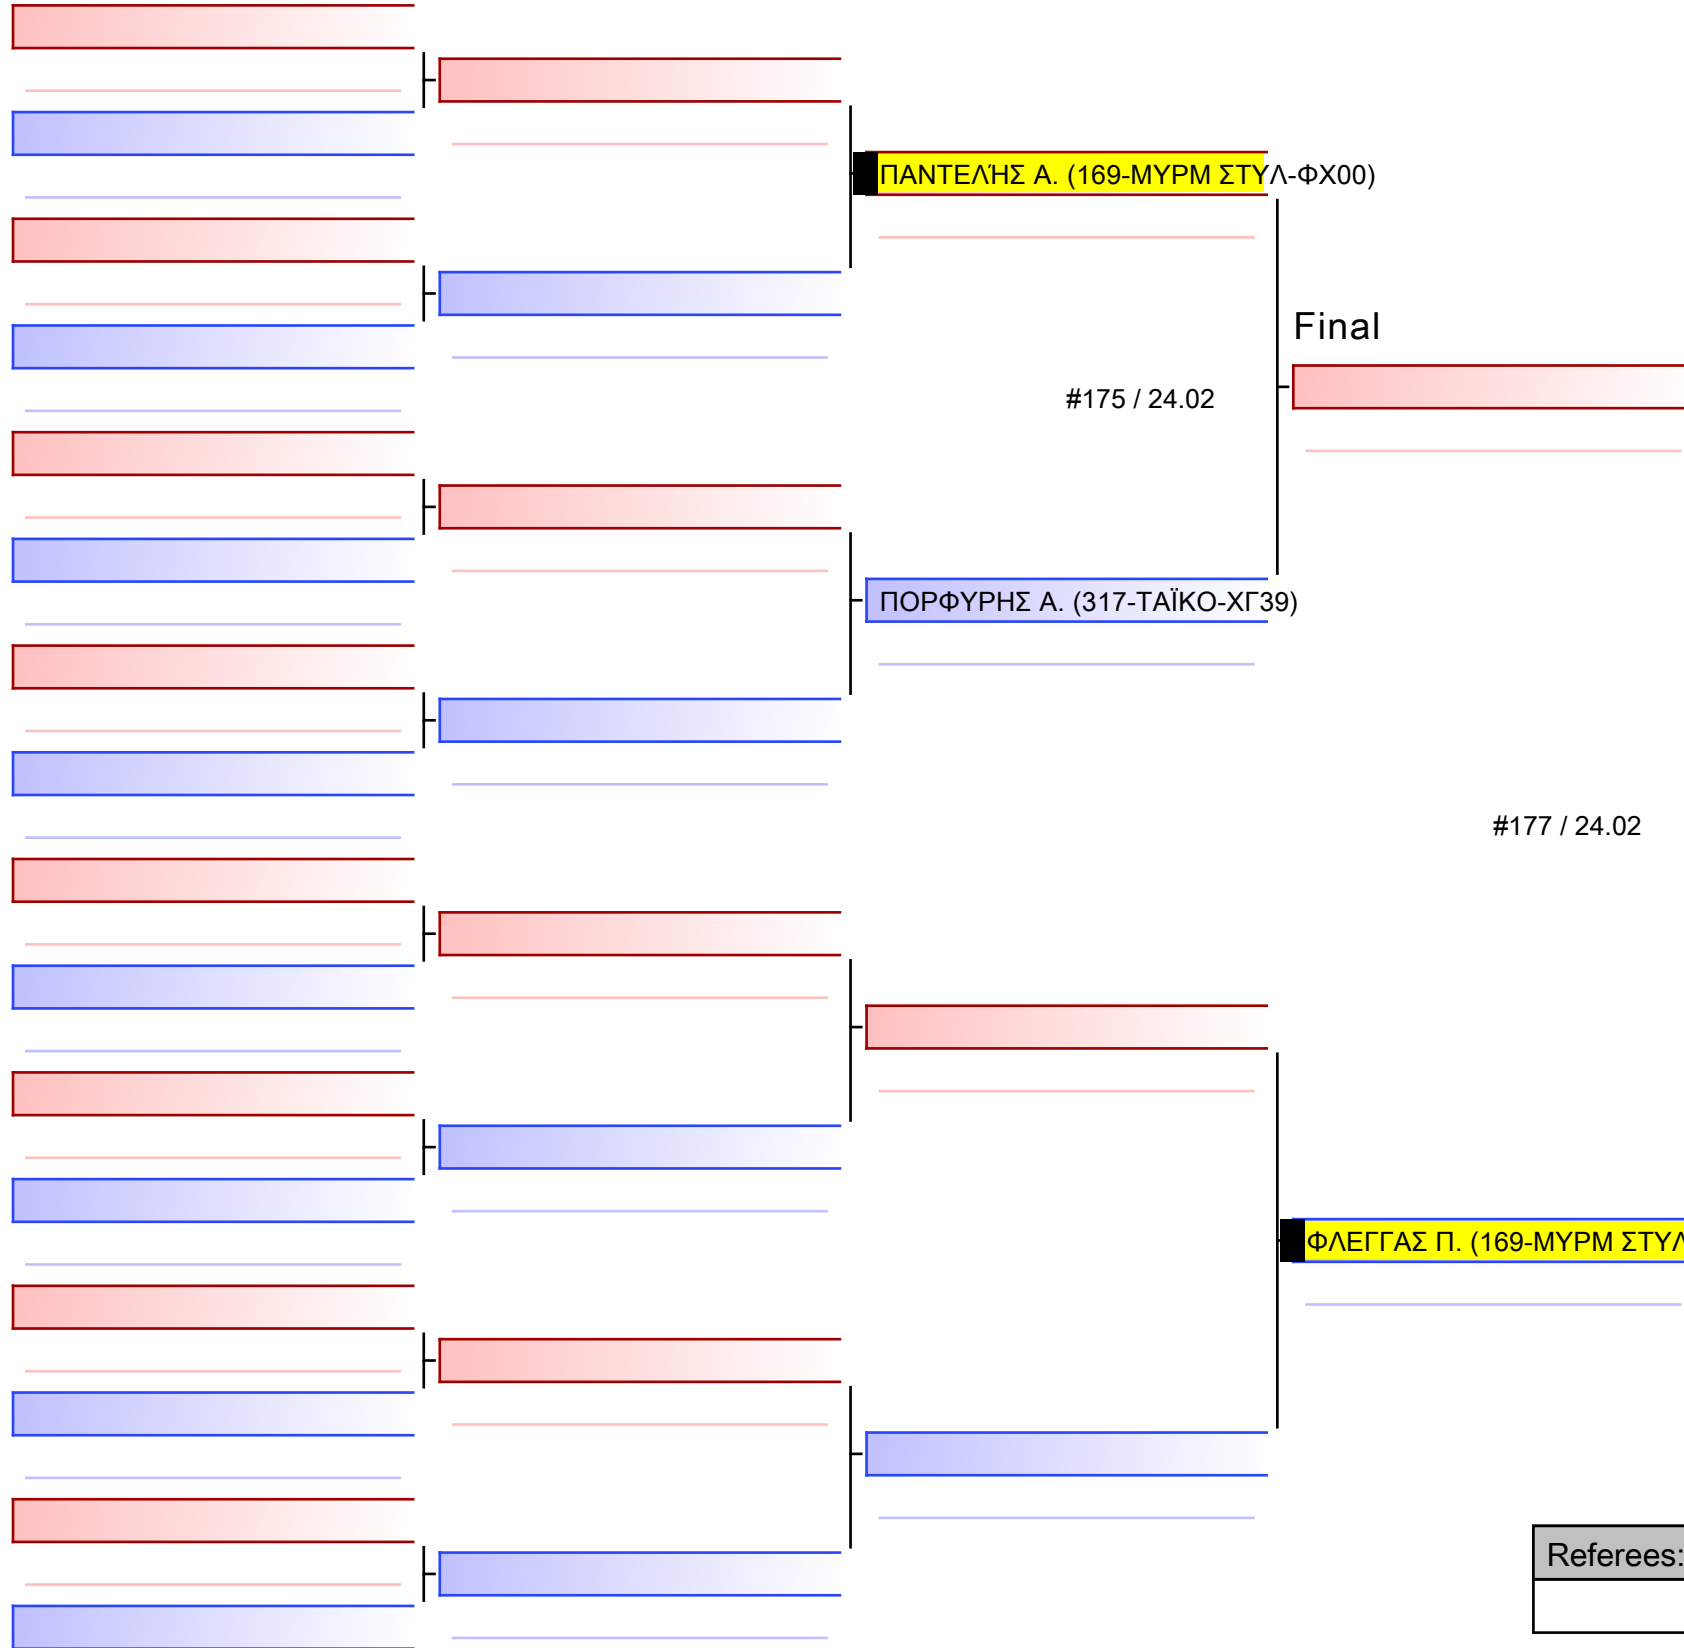 ΠΑΝΤΕΛΉΣ Α. (169-ΜΥΡΜ ΣΤΥΛ-ΦΧ00)
Final
#175 / 24.02
ΠΟΡΦΥΡΗΣ Α. (317-ΤΑΪΚΟ-ΧΓ39)
#177 / 24.02
ΦΛΕΓΓΑΣ Π. (169-ΜΥΡΜ ΣΤΥΛ
Referees: